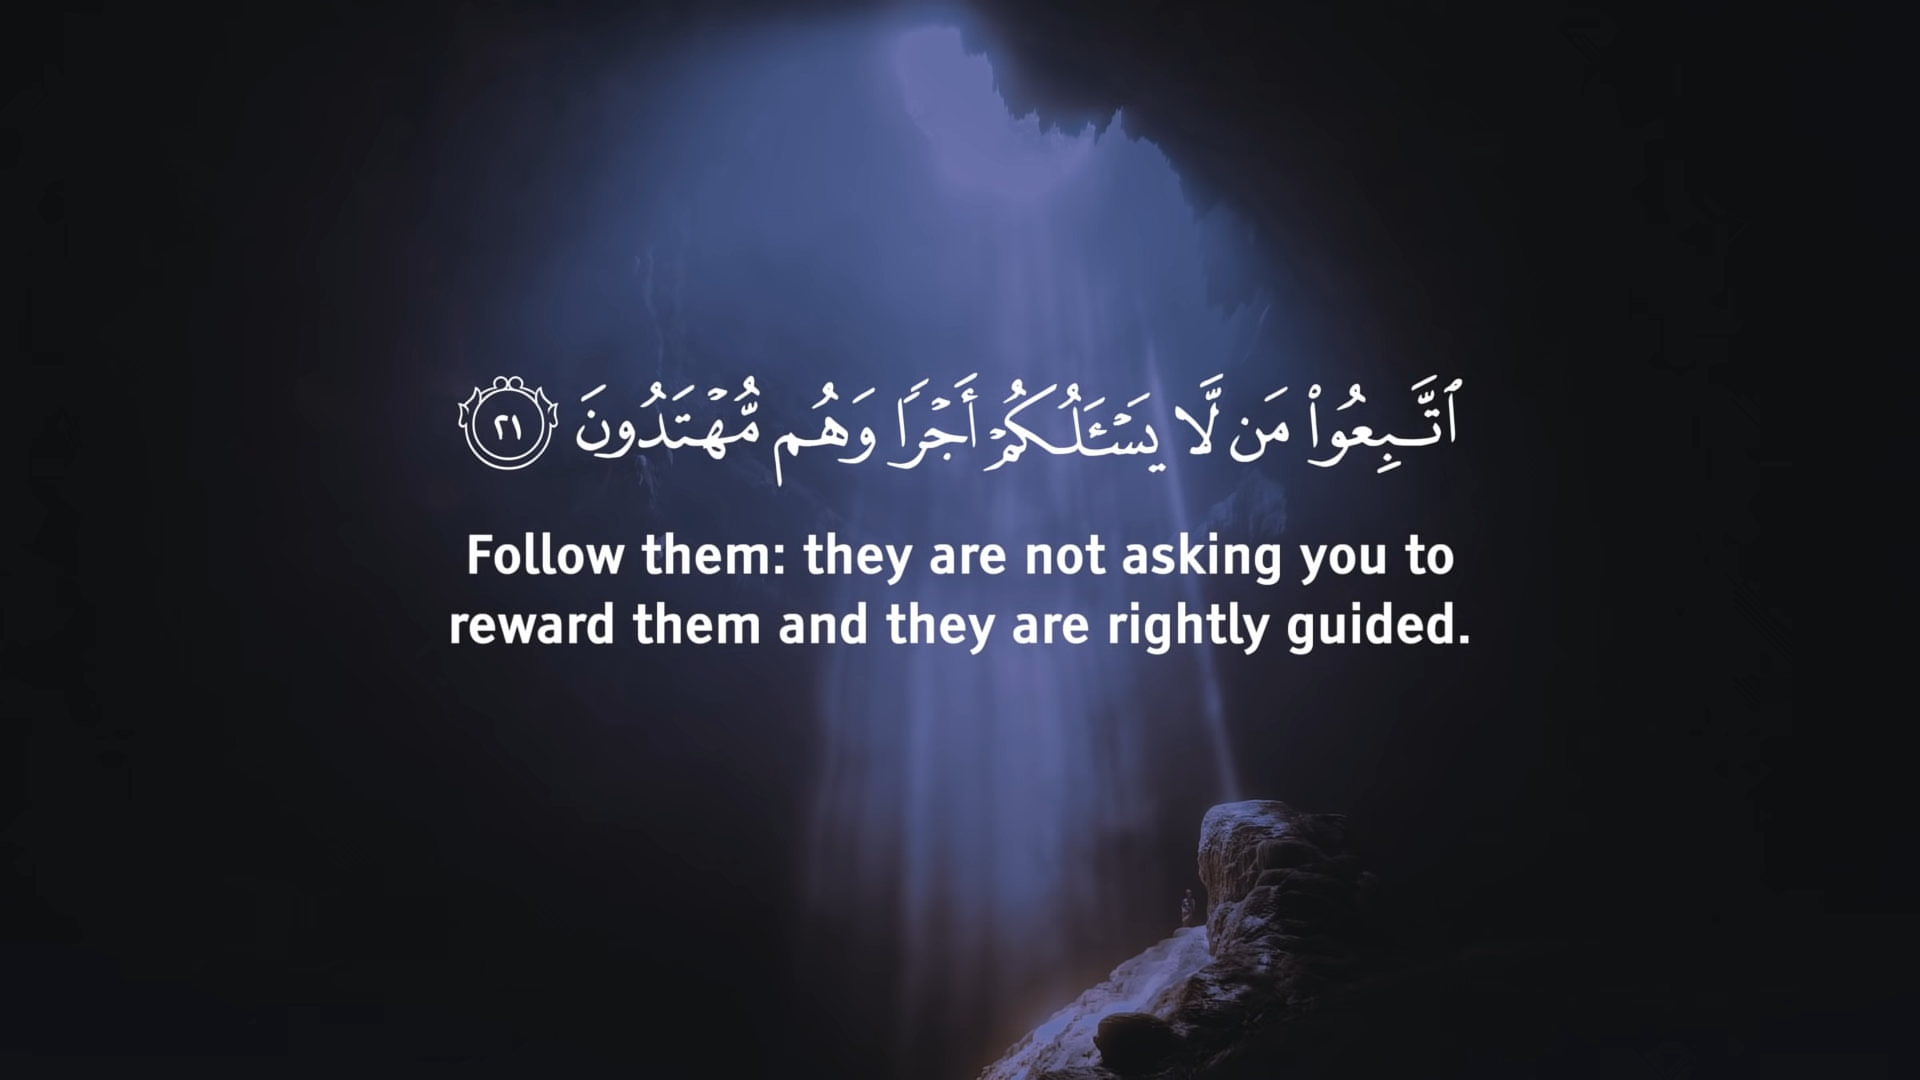 ٱتَّبِعُوا۟ مَن لَّا يَسْـَٔلُكُمْ أَجْرًا وَهُم مُّهْتَدُونَ ٢١
Follow them: they are not asking you to
reward them and they are rightly guided.